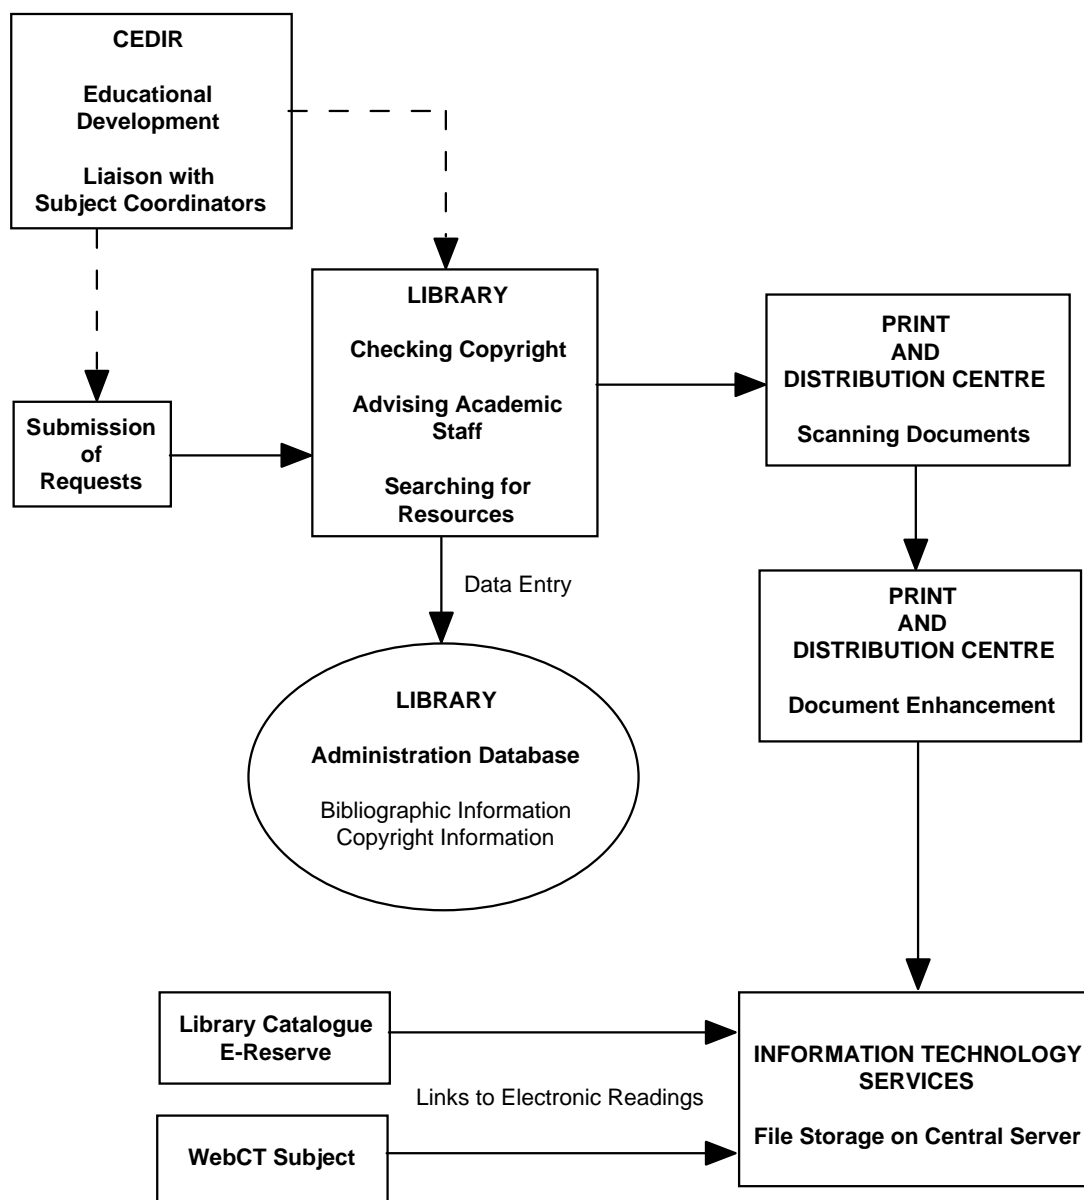 CEDIR
Educational
Development
Liaison with
Subject Coordinators
LIBRARY
Checking Copyright
Advising Academic
Staff
Searching for
Resources
PRINT
AND
DISTRIBUTION CENTRE
Scanning Documents
Submission
of
Requests
Data Entry
PRINT
AND
DISTRIBUTION CENTRE
Document Enhancement
LIBRARY
Administration Database
Bibliographic Information
Copyright Information
Library Catalogue
E-Reserve
Links to Electronic Readings
WebCT Subject
INFORMATION TECHNOLOGY
SERVICES
File Storage on Central Server